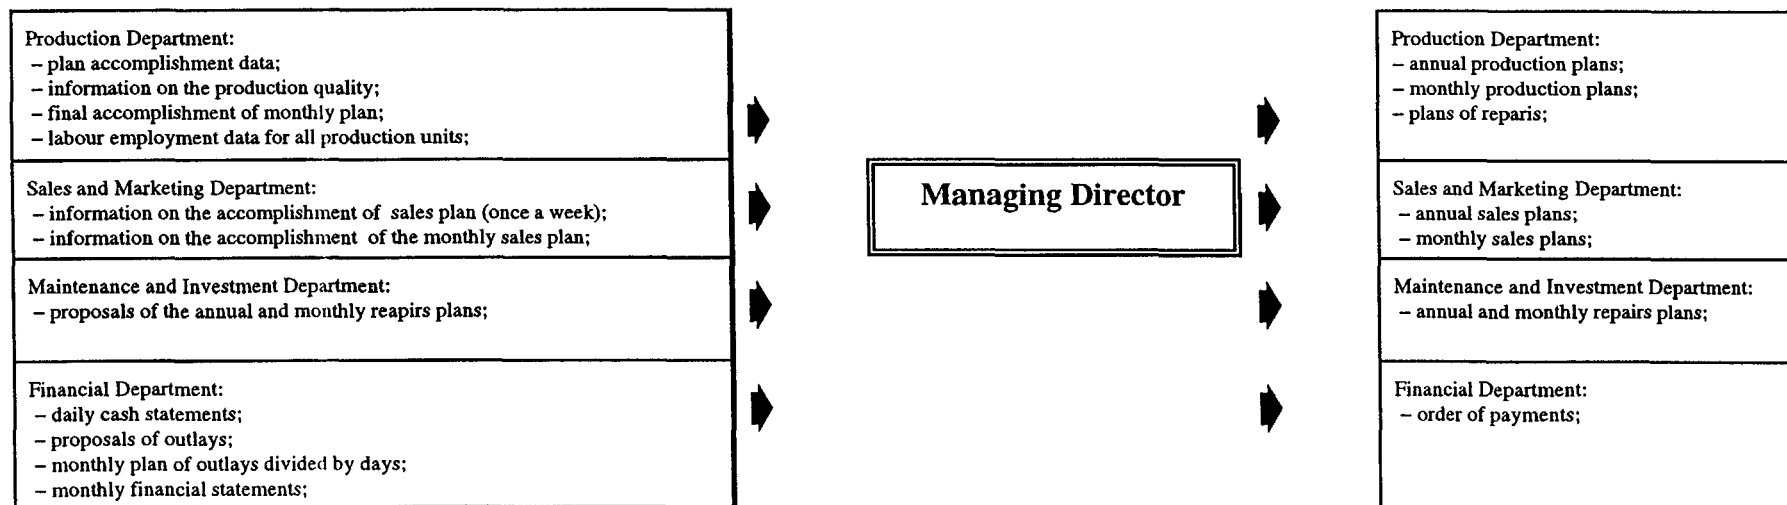 Production Department:
– plan accomplishment data;
– information on the production quality;
– final accomplishment of monthly plan;
– labour employment data for all production units;
Sales and Marketing Department:
– information on the accomplishment of sales plan (once a week);
– information on the accomplishment of the monthly sales plan;
Maintenance and Investment Department:
– proposals of the annual and monthly reapirs plans;
Financial Department:
– daily cash statements;
– proposals of outlays;
– monthly plan of outlays divided by days;
– monthly financial statements;
Managing Director
Production Department:
– annual production plans;
– monthly production plans;
– plans of reparis;
Sales and Marketing Department:
– annual sales plans;
– monthly sales plans;
Maintenance and Investment Department:
– annual and monthly repairs plans;
Financial Department:
– order of payments;